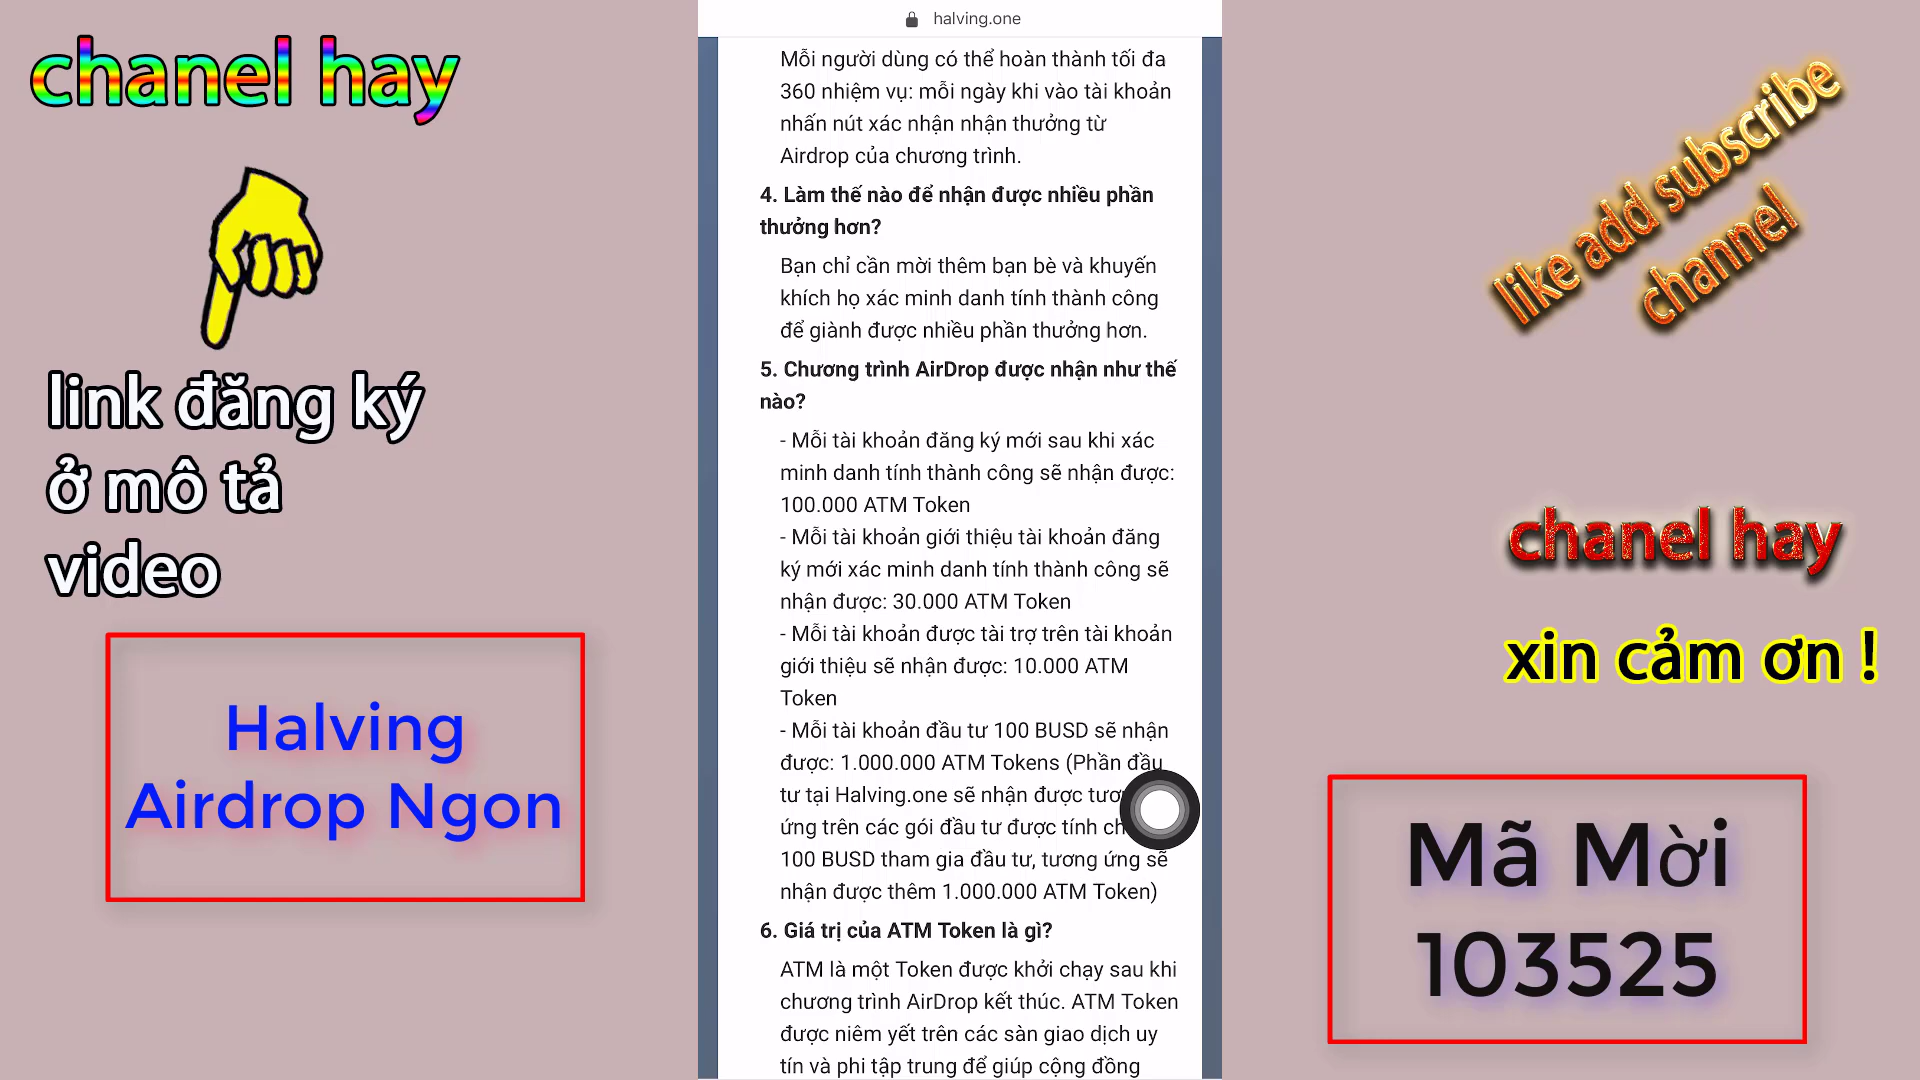 chanel hay
link đăng ký
ở mô tả
video
Halving
Airdrop Ngon
halving.one
Mỗi người dùng có thể hoàn thành tối đa
360 nhiệm vụ: mỗi ngày khi vào tài khoản
nhấn nút xác nhận nhận thưởng từ
Airdrop của chương trình.
4. Làm thế nào để nhận được nhiều phần
thưởng hơn?
Bạn chỉ cần mời thêm bạn bè và khuyến
khích họ xác minh danh tính thành công
để giành được nhiều phần thưởng hơn.
5. Chương trình AirDrop được nhận như thế
nào?
- Mỗi tài khoản đăng ký mới sau khi xác
minh danh tính thành công sẽ nhận được:
100.000 ATM Token
- Mỗi tài khoản giới thiệu tài khoản đăng
ký mới xác minh danh tính thành công sẽ
nhận được: 30.000 ATM Token
- Mỗi tài khoản được tài trợ trên tài khoản
giới thiệu sẽ nhận được: 10.000 ATM
Token
- Mỗi tài khoản đầu tư 100 BUSD sẽ nhận
được: 1.000.000 ATM Tokens (Phần đầu
tư tại Halving.one sẽ nhận được
ứng trên các gói đầu tư được tính
100 BUSD tham gia đầu tư, tương ứng sẽ
nhận được thêm 1.000.000 ATM Token)
6. Giá trị của ATM Token là gì?
ATM là một Token được khởi chạy sau khi
chương trình AirDrop kết thúc. ATM Token
được niêm yết trên các sàn giao dịch uy
tín và phi tập trung để giúp cộng đồng
like add subscribe
channel
chanel hay
xin cảm ơn !
Mã Mời
103525